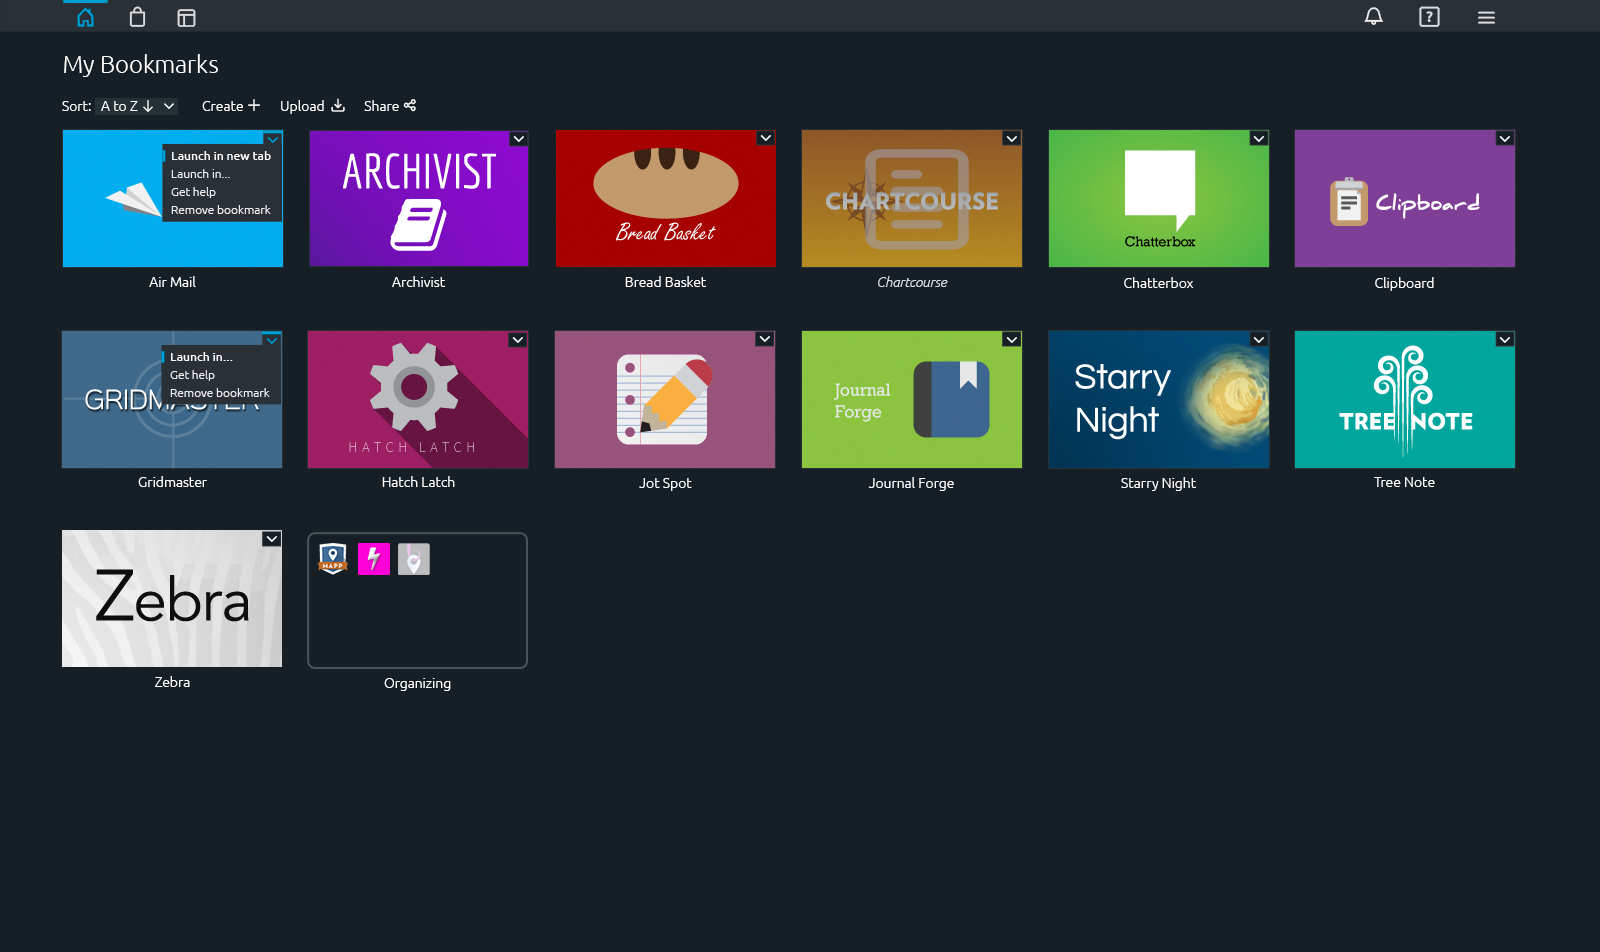 My Bookmarks
Sort: A to Z
Create
Upload
Share
Launch in new tab
Launch in...
Get help
Remove bookmark
Air Mail
ARCHIVIST
Archivist
Bread Basket
Bread Basket
CHARTCOURSE
Chartcourse
Chatterbox
Chatterbox
Clipboard
Clipboard
GRIDMASTER
Launch in...
Get help
Remove bookmark
Gridmaster
HATCH LATCH
Hatch Latch
Jot Spot
Journal
Forge
Journal Forge
Starry
Night
Starry Night
TREE NOTE
Tree Note
Zebra
Zebra
MAPP
Organizing